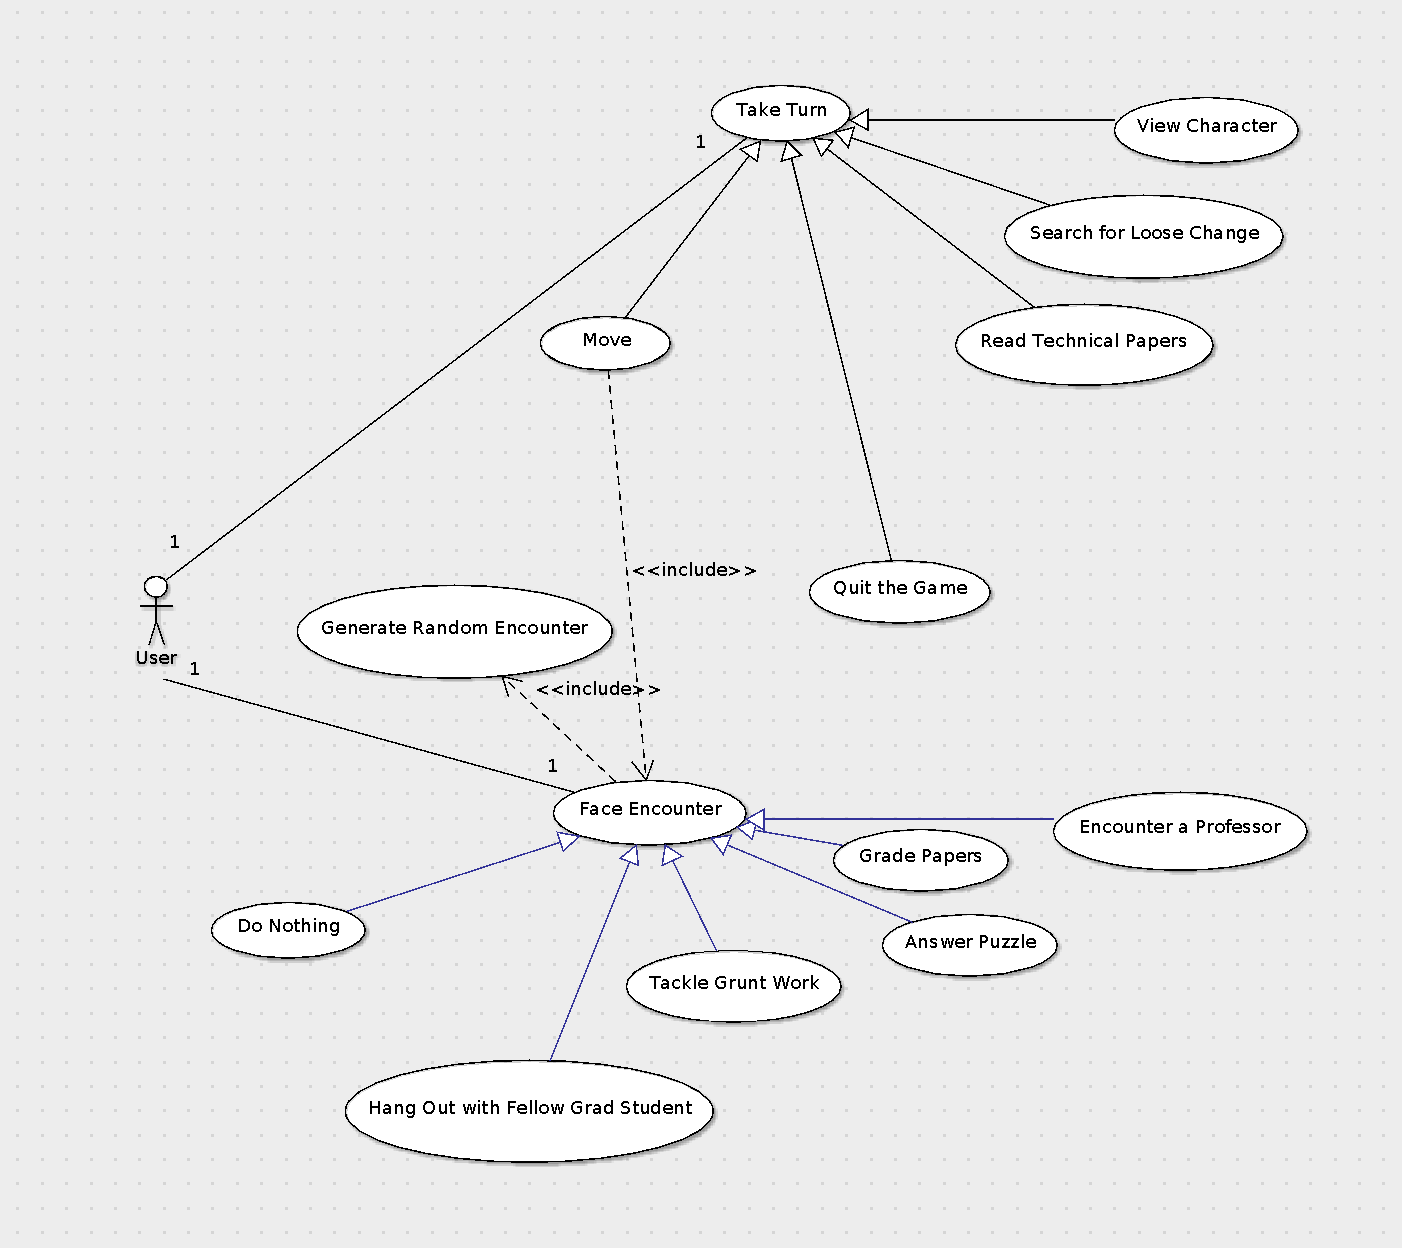 Take Turn
View Character
1
Search for Loose Change
Move
Read Technical Papers
1
<<include>>
Quit the Game
Generate Random Encounter
User
1
<<include>>
1
Face Encounter
Encounter a Professor
Grade Papers
Do Nothing
Answer Puzzle
Tackle Grunt Work
Hang Out with Fellow Grad Student